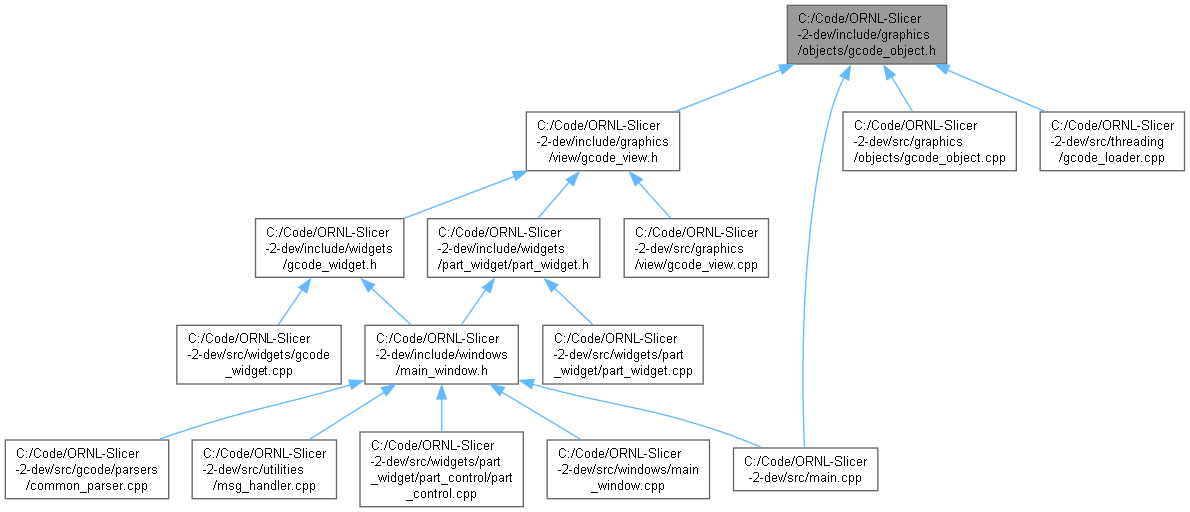 C:/Code/ORNL-Slicer
-2-dev/include/graphics
/objects/gcode_object.h
C:/Code/ORNL-Slicer
-2-dev/include/graphics
/view/gcode_view.h
C:/Code/ORNL-Slicer
-2-dev/src/graphics
/objects/gcode_object.cpp
C:/Code/ORNL-Slicer
-2-dev/src/threading
/gcode_loader.cpp
C:/Code/ORNL-Slicer
-2-dev/include/widgets
/gcode_widget.h
C:/Code/ORNL-Slicer
-2-dev/include/widgets
/part_widget/part_widget.h
C:/Code/ORNL-Slicer
-2-dev/src/graphics
/view/gcode_view.cpp
C:/Code/ORNL-Slicer
-2-dev/src/widgets/gcode
_widget.cpp
C:/Code/ORNL-Slicer
-2-dev/include/windows
/main_window.h
C:/Code/ORNL-Slicer
-2-dev/src/widgets/part
_widget/part_widget.cpp
C:/Code/ORNL-Slicer
-2-dev/src/gcode/parsers
/common_parser.cpp
C:/Code/ORNL-Slicer
-2-dev/src/utilities
/msg_handler.cpp
C:/Code/ORNL-Slicer
-2-dev/src/widgets/part
_widget/part_control/part
_control.cpp
C:/Code/ORNL-Slicer
-2-dev/src/windows/main
_window.cpp
C:/Code/ORNL-Slicer
-2-dev/src/main.cpp